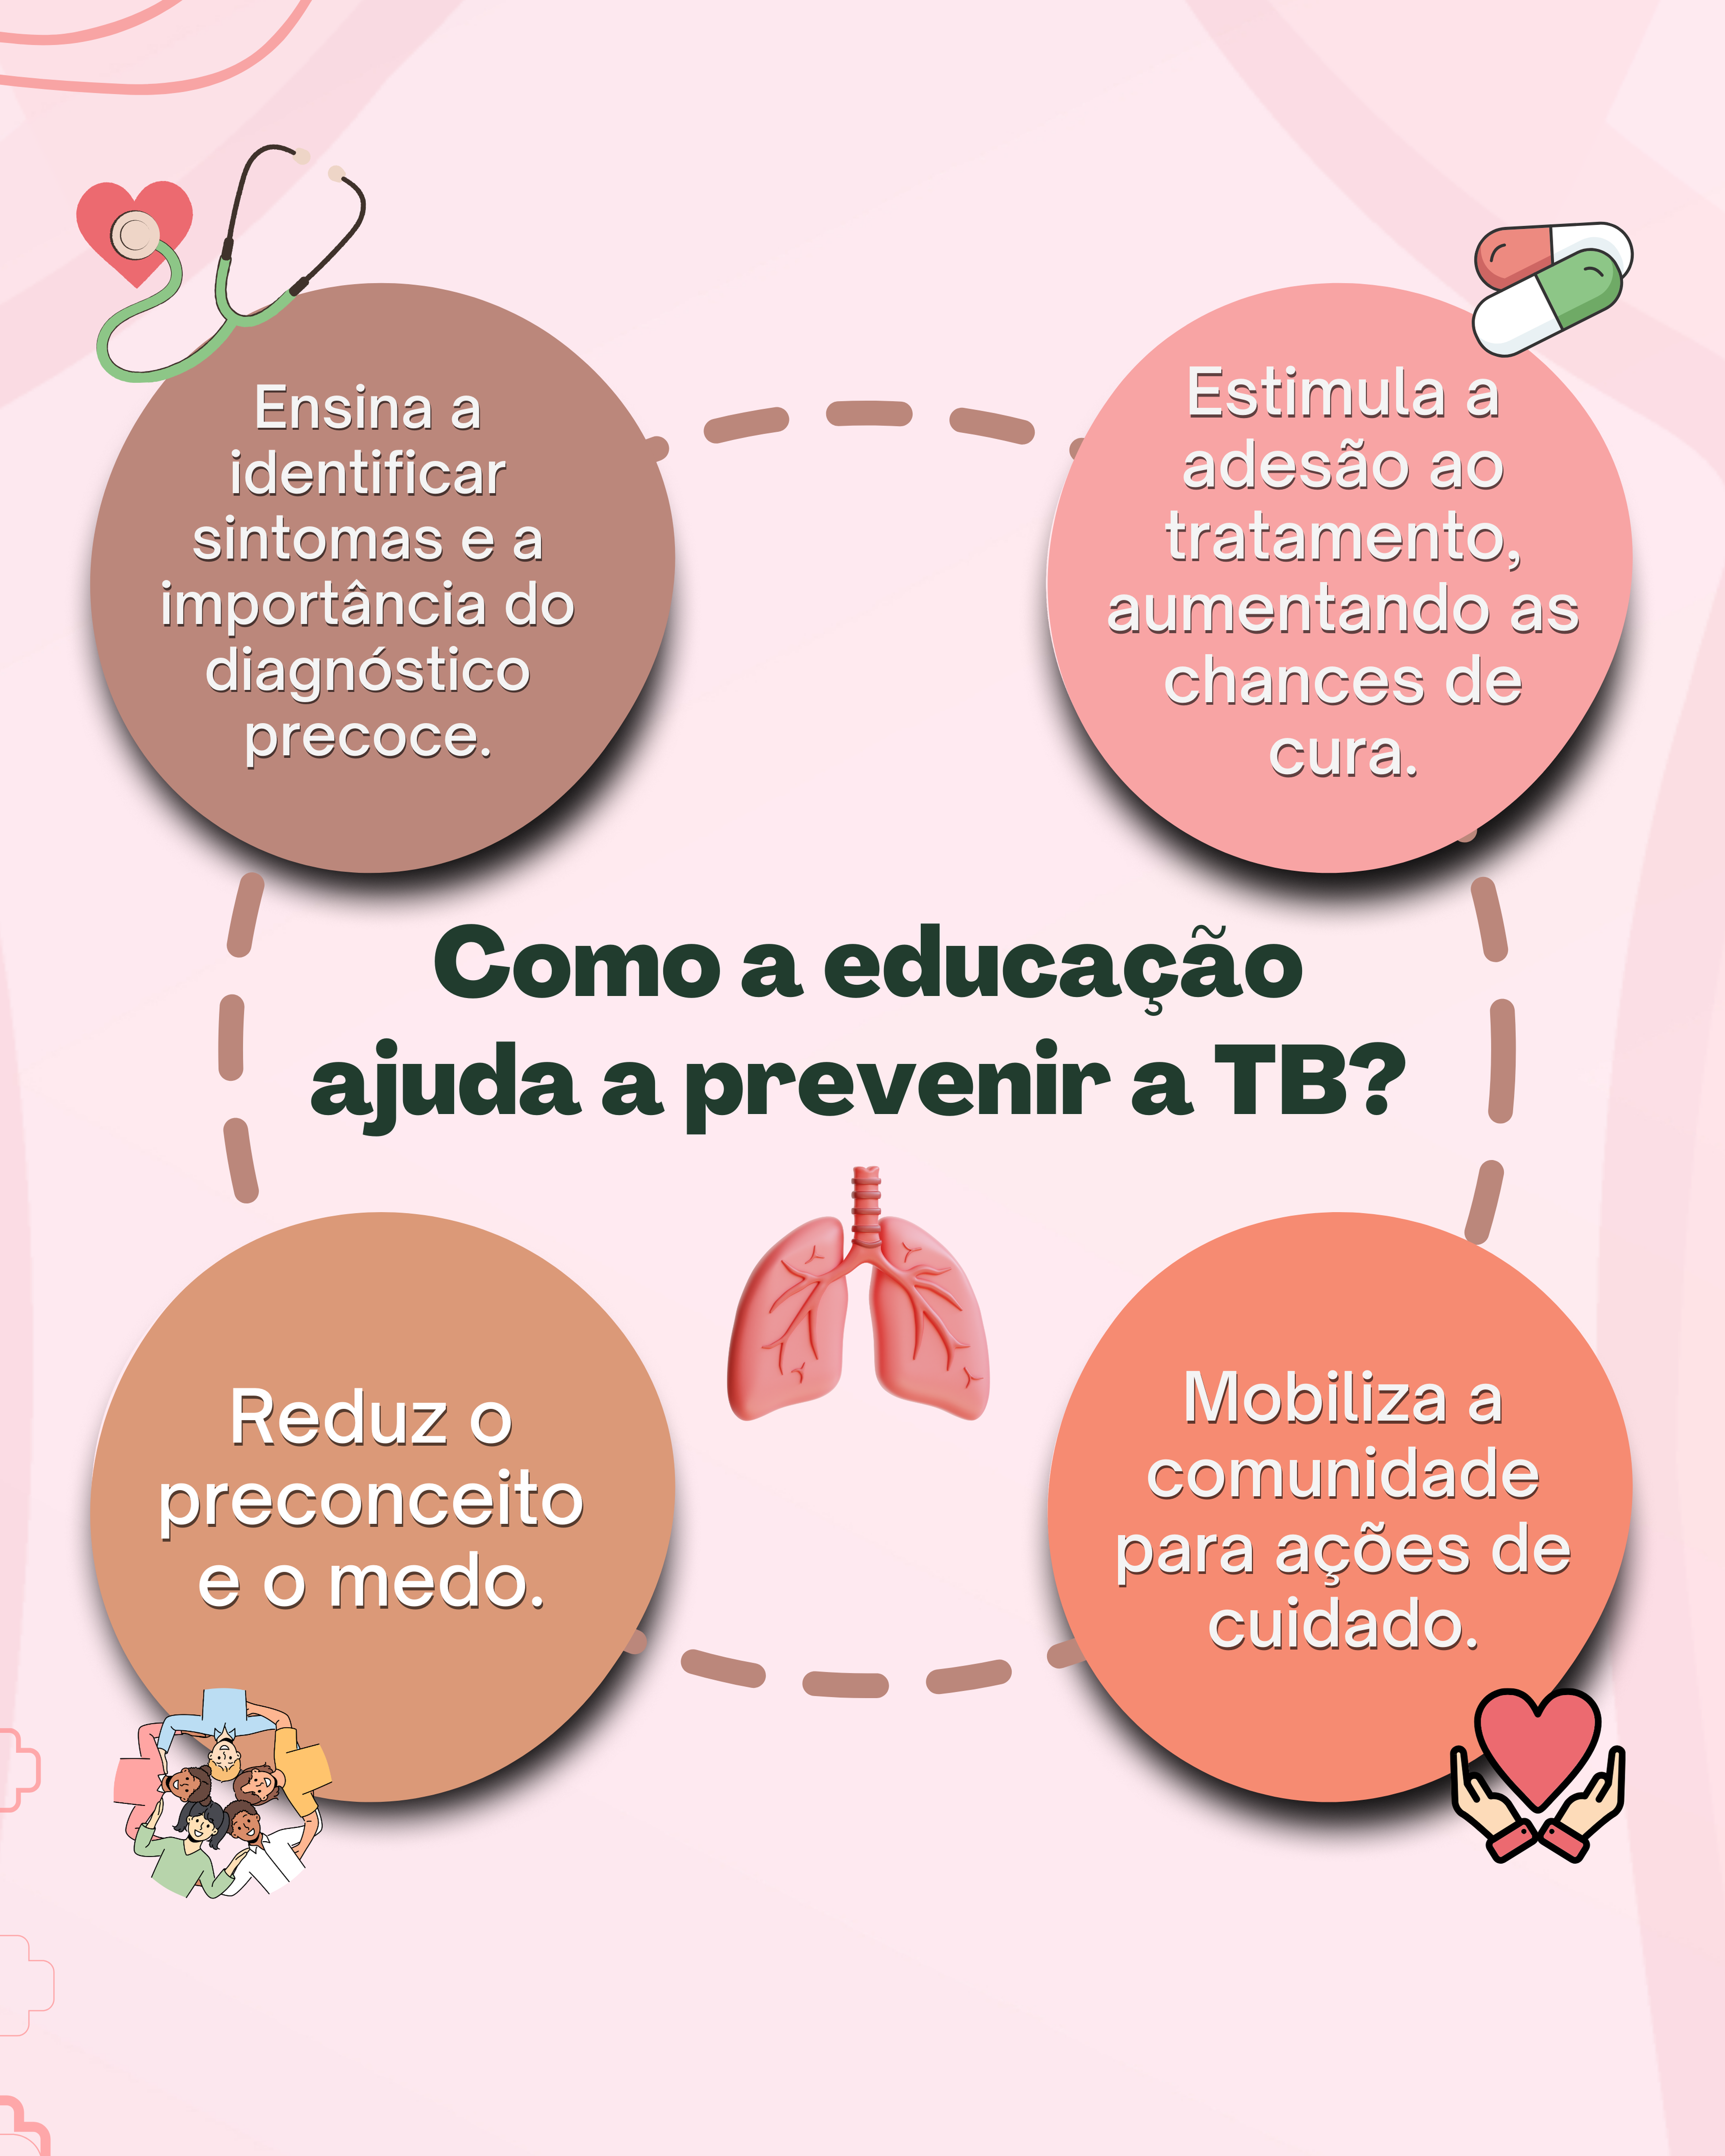 Ensina a
identificar
sintomas e a
importância do
diagnóstico
precoce.
Estimula a
adesão ao
tratamento,
aumentando as
chances de
cura.
Como a educação
ajuda a prevenir a TB?
Reduz o
preconceito
e o medo.
Mobiliza a
comunidade
para ações de
cuidado.